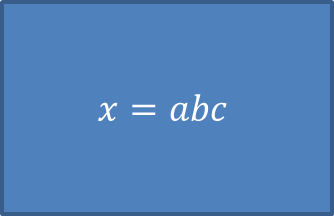 x = abc